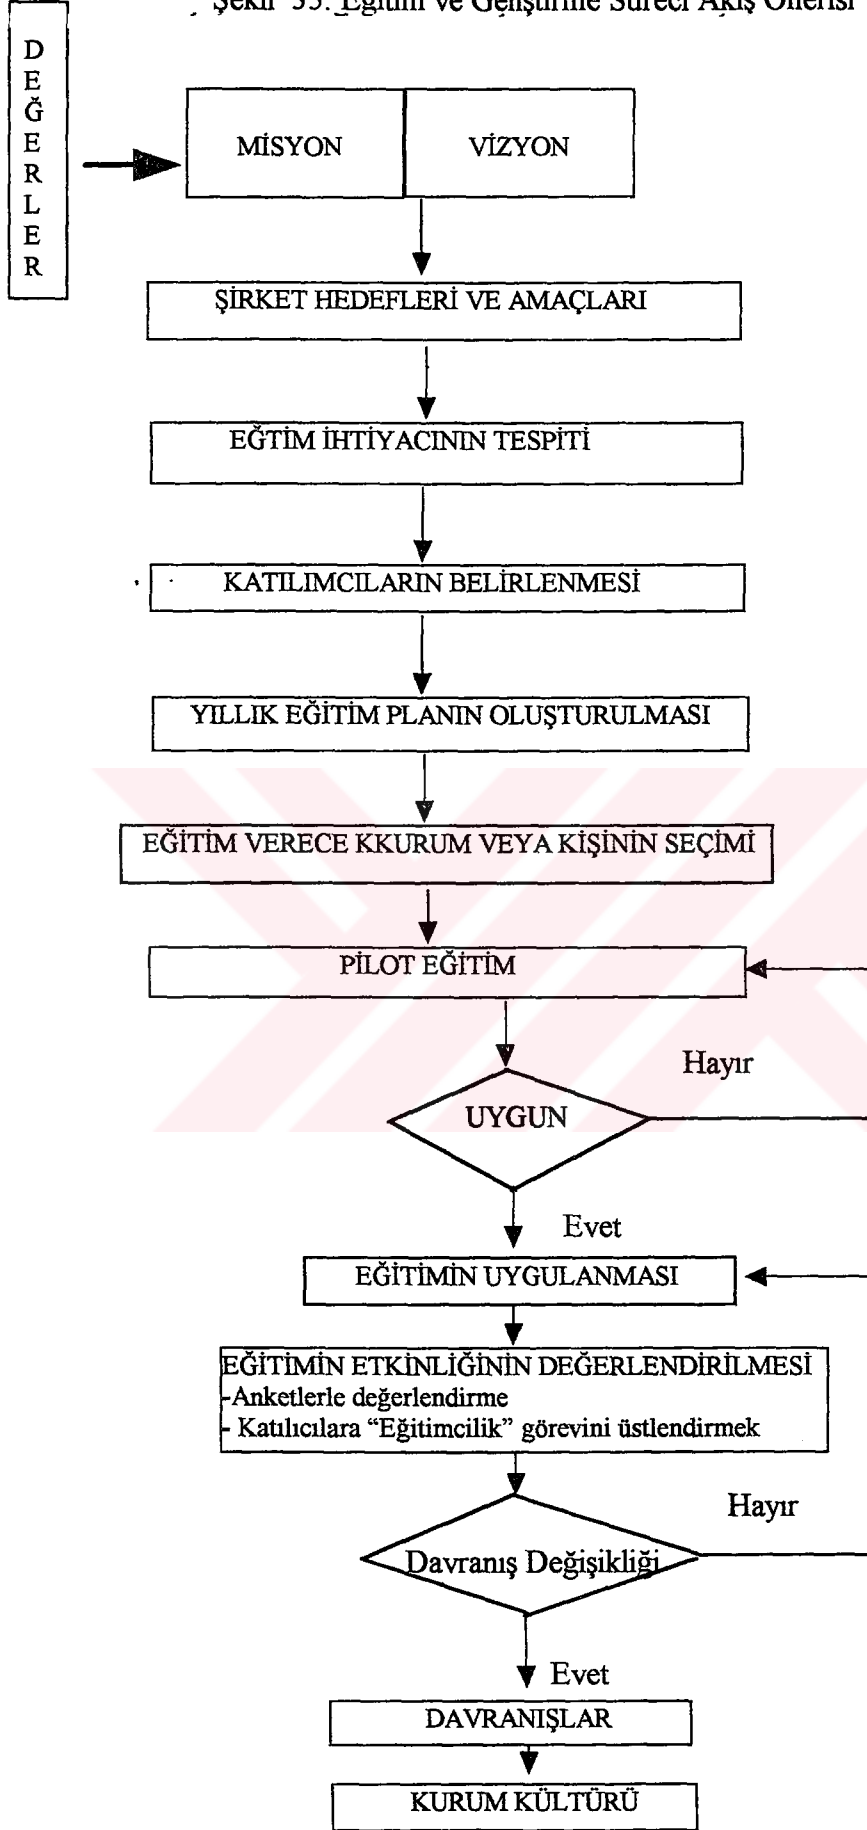 Şekil 35. Eğitim ve Geliştirme Süreci Akış Önerisi
DEĞERLER
MİSYON
VİZYON
ŞİRKET HEDEFLERİ VE AMAÇLARI
EĞTİM İHTİYACININ TESPİTİ
KATILIMCILARIN BELİRLENMESİ
YILLIK EĞİTİM PLANIN OLUŞTURULMASI
EĞİTİM VERECE KKURUM VEYA KİŞİNİN SEÇİMİ
PİLOT EĞİTİM
Hayır
UYGUN
Evet
EĞİTİMİN UYGULANMASI
EĞİTİMİN ETKİNLİĞİNİN DEĞERLENDİRİLMESİ
-Anketlerle değerlendirme
- Katılıcılara “Eğitimcilik” görevini üstlendirmek
Hayır
Davranış Değişikliği
Evet
DAVRANIŞLAR
KURUM KÜLTÜRÜ